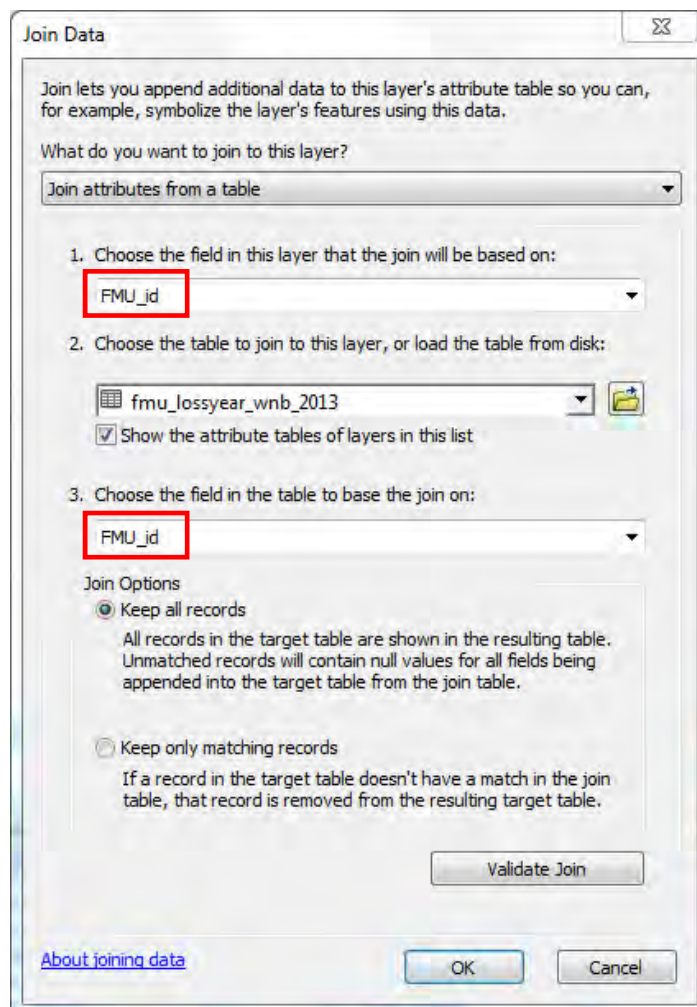 Join Data
Join lets you append additional data to this layer's attribute table so you can,
for example, symbolize the layer's features using this data.
What do you want to join to this layer?
Join attributes from a table
1. Choose the field in this layer that the join will be based on:
FMU_id
2. Choose the table to join to this layer, or load the table from disk:
fmu_lossyear_wnb_2013
Show the attribute tables of layers in this list
3. Choose the field in the table to base the join on:
FMU_id
Join Options
Keep all records
All records in the target table are shown in the resulting table.
Unmatched records will contain null values for all fields being
appended into the target table from the join table.
Keep only matching records
If a record in the target table doesn't have a match in the join
table, that record is removed from the resulting target table.
Validate Join
About joining data
OK
Cancel